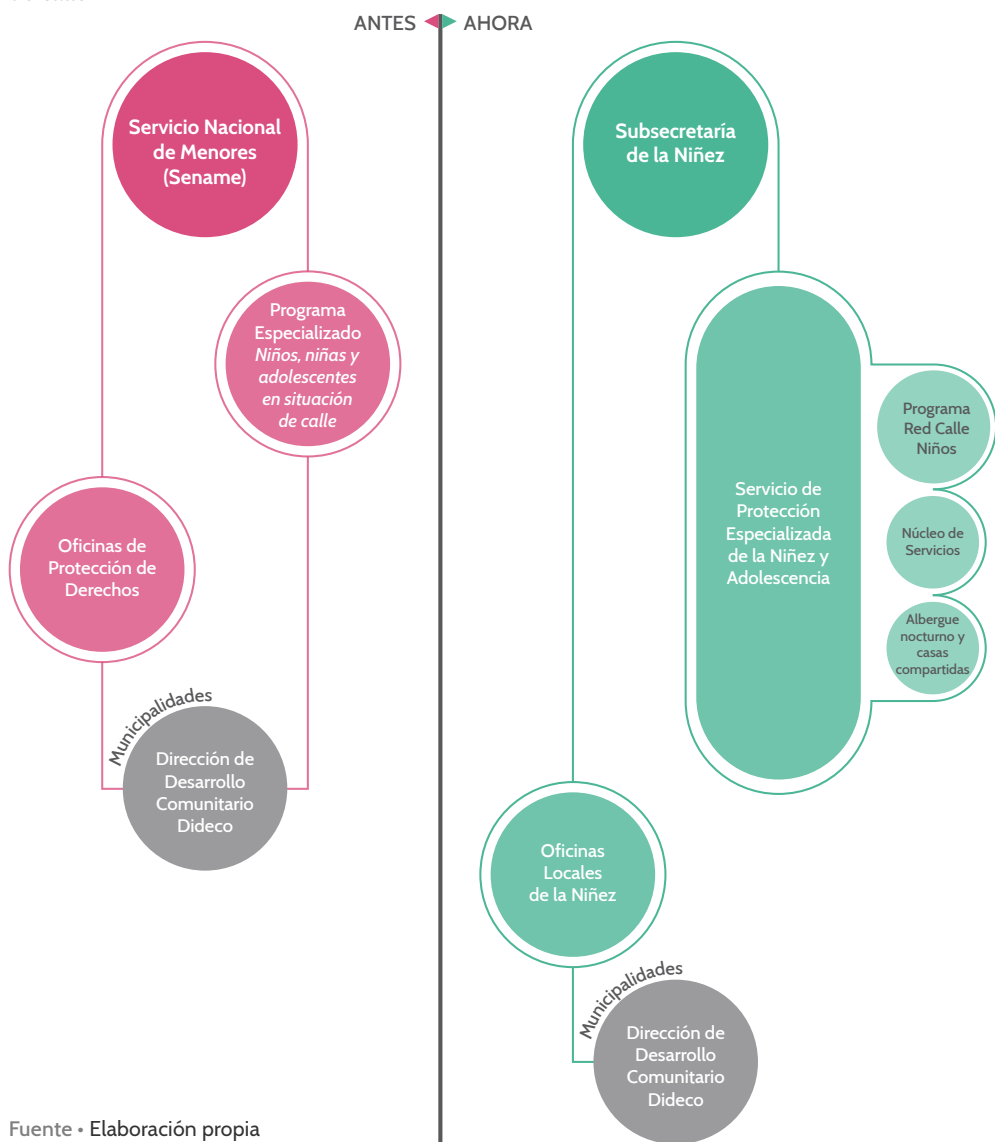 ANTES AHORA
Servicio Nacional
de Menores
(Sename)
Programa
Especializado
Niños, niñas y
adolescentes
en situación
de calle
Oficinas de
Protección de
Derechos
Municipalidades
Dirección de
Desarrollo
Comunitario
Dideco
Subsecretaría
de la Niñez
Servicio de
Protección
Especializada
de la Niñez y
Adolescencia
Programa
Red Calle
Niños
Núcleo de
Servicios
Albergue
nocturno y
casas
compartidas
Oficinas
Locales
de la Niñez
Municipalidades
Dirección de
Desarrollo
Comunitario
Dideco
Fuente • Elaboración propia